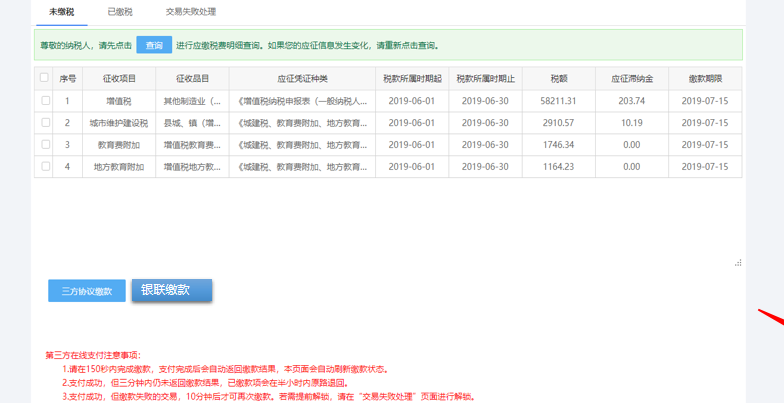 未缴税 已缴税 交易失败处理
尊敬的纳税人，请先点击 查询 进行应缴税费明细查询。如果您的应征信息发生变化，请重新点击查询。
序号 征收项目 征收品目 应征凭证种类 税款所属时期起 税款所属时期止 税额 应征滞纳金 缴款期限
1 增值税 其他制造业（... 《增值税纳税申报表（一般纳税人... 2019-06-01 2019-06-30 58211.31 203.74 2019-07-15
2 城市维护建设税 县城、镇（增... 《城建税、教育费附加、地方教育... 2019-06-01 2019-06-30 2910.57 10.19 2019-07-15
3 教育费附加 增值税教育费... 《城建税、教育费附加、地方教育... 2019-06-01 2019-06-30 1746.34 0.00 2019-07-15
4 地方教育附加 增值税地方教... 《城建税、教育费附加、地方教育... 2019-06-01 2019-06-30 1164.23 0.00 2019-07-15
三方协议缴款 银联缴款
第三方在线支付注意事项：
1.请在150秒内完成缴款，支付完成后会自动返回缴款结果，本页面会自动刷新缴款状态。
2.支付成功，但三分钟内仍未返回缴款结果，已缴款项会在半小时内原路退回。
3.支付成功，但缴款失败的交易，10分钟后才可再次缴款。若需提前解锁，请在“交易失败处理”页面进行解锁。